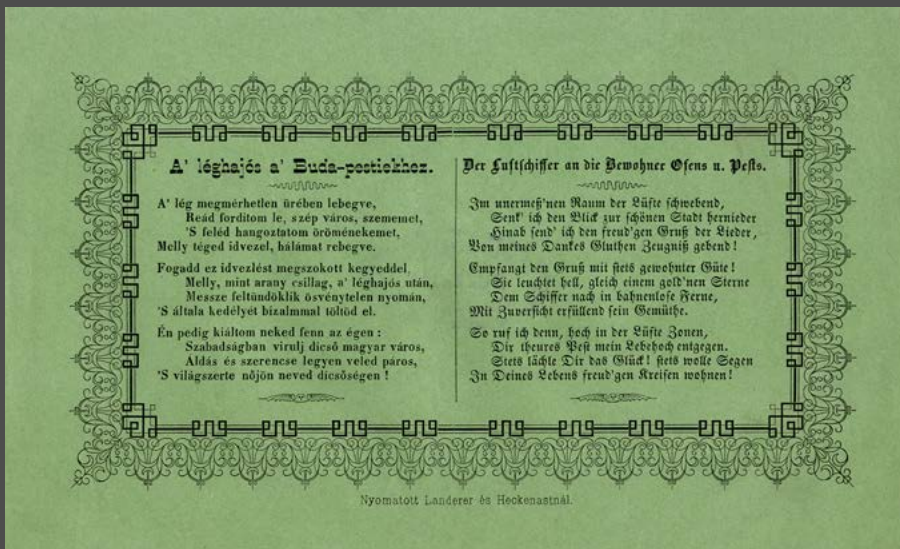 A' léghajós a' Buda-pestiekhez.
A' lég megmérhetlen ürében lebegve,
Reád forditom le, szép város, szememet,
'S feléd hangoztatom öröménekemet,
Melly téged idvezel, hálámat rebegve.
Fogadd ez idvezlést megszokott kegyeddel,
Melly, mint arany csillag, a' léghajós után,
Messze feltündöklik ösvénytelen nyomán,
'S általa kedélyét bizalmmal töltöd el.
Én pedig kiáltom neked fenn az égen :
Szabadságban virulj dicső magyar város,
Áldás és szerencse legyen veled páros,
'S világszerte nőjön neved dicsőségen !
Der Luftschiffer an die Bewohner Ofens u. Pests.
Im unermeß'nen Raum der Lüfte schwebend,
Senk' ich den Blick zur schönen Stadt hernieder
Hinab send' ich den freud'gen Gruß der Lieder,
Von meines Dankes Gluthen Zeugniß gebend !
Empfangt den Gruß mit stets gewohnter Güte !
Sie leuchtet hell, gleich einem gold'nen Sterne
Dem Schiffer nach in bahnenlose Ferne,
Mit Zuversicht erfüllend sein Gemüthe.
So ruf ich denn, hoch in der Lüfte Zonen,
Dir theures Pest mein Lebehoch entgegen.
Stets lächle Dir das Glück ! stets wolle Segen
In Deines Lebens freud'gen Kreisen wohnen !
Nyomatott Landerer és Heckenastnál.